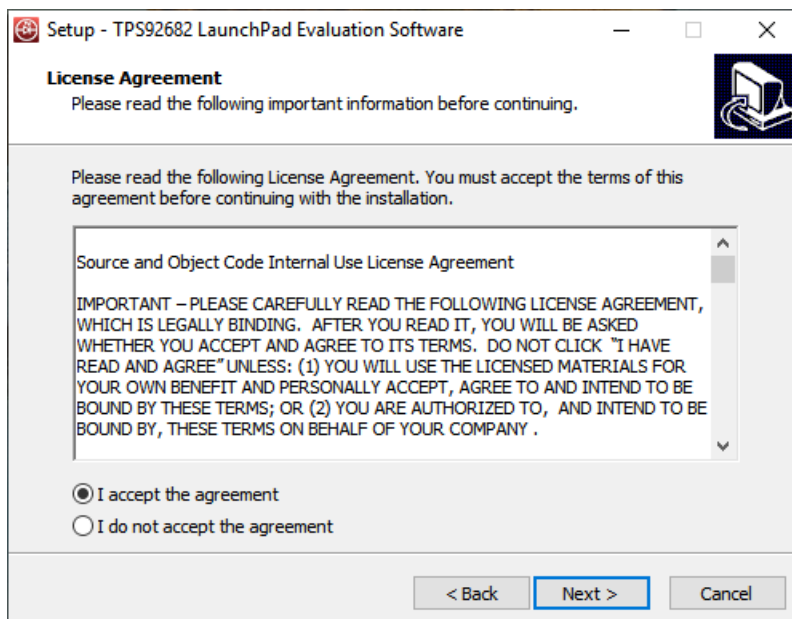 Setup - TPS92682 LaunchPad Evaluation Software
License Agreement
Please read the following important information before continuing.
Please read the following License Agreement. You must accept the terms of this
agreement before continuing with the installation.
Source and Object Code Internal Use License Agreement
IMPORTANT – PLEASE CAREFULLY READ THE FOLLOWING LICENSE AGREEMENT,
WHICH IS LEGALLY BINDING.  AFTER YOU READ IT, YOU WILL BE ASKED
WHETHER YOU ACCEPT AND AGREE TO ITS TERMS.  DO NOT CLICK “I HAVE
READ AND AGREE” UNLESS: (1) YOU WILL USE THE LICENSED MATERIALS FOR
YOUR OWN BENEFIT AND PERSONALLY ACCEPT, AGREE TO AND INTEND TO BE
BOUND BY THESE TERMS; OR (2) YOU ARE AUTHORIZED TO,  AND INTEND TO BE
BOUND BY, THESE TERMS ON BEHALF OF YOUR COMPANY .
I accept the agreement
I do not accept the agreement
< Back Next > Cancel